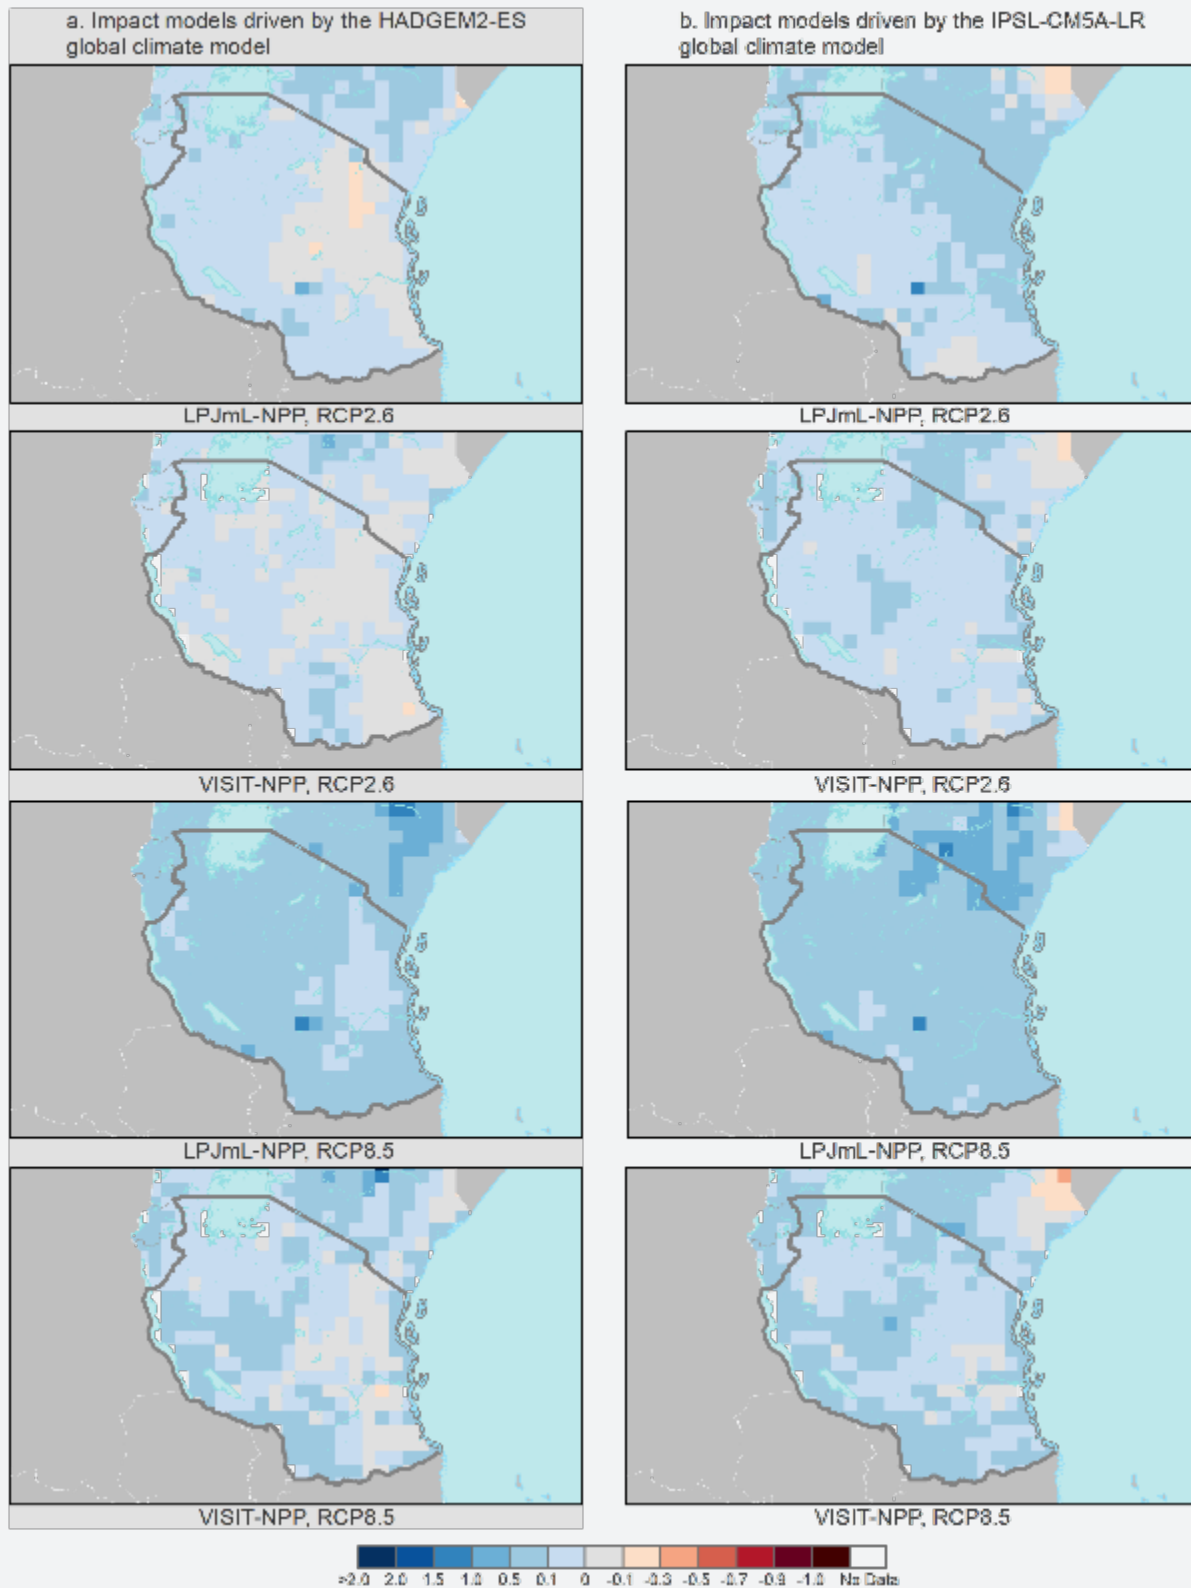 a. Impact models driven by the HADGEM2-ES
global climate model
b. Impact models driven by the IPSL-CM5A-LR
global climate model
LPJmL-NPP, RCP2.6
LPJmL-NPP, RCP2.6
VISIT-NPP, RCP2.6
VISIT-NPP, RCP2.6
LPJmL-NPP, RCP8.5
LPJmL-NPP, RCP8.5
VISIT-NPP, RCP8.5
VISIT-NPP, RCP8.5
>2.0 2.0 1.5 1.0 0.5 0.1 0 -0.1 -0.3 -0.5 -0.7 -0.9 -1.0 No Data